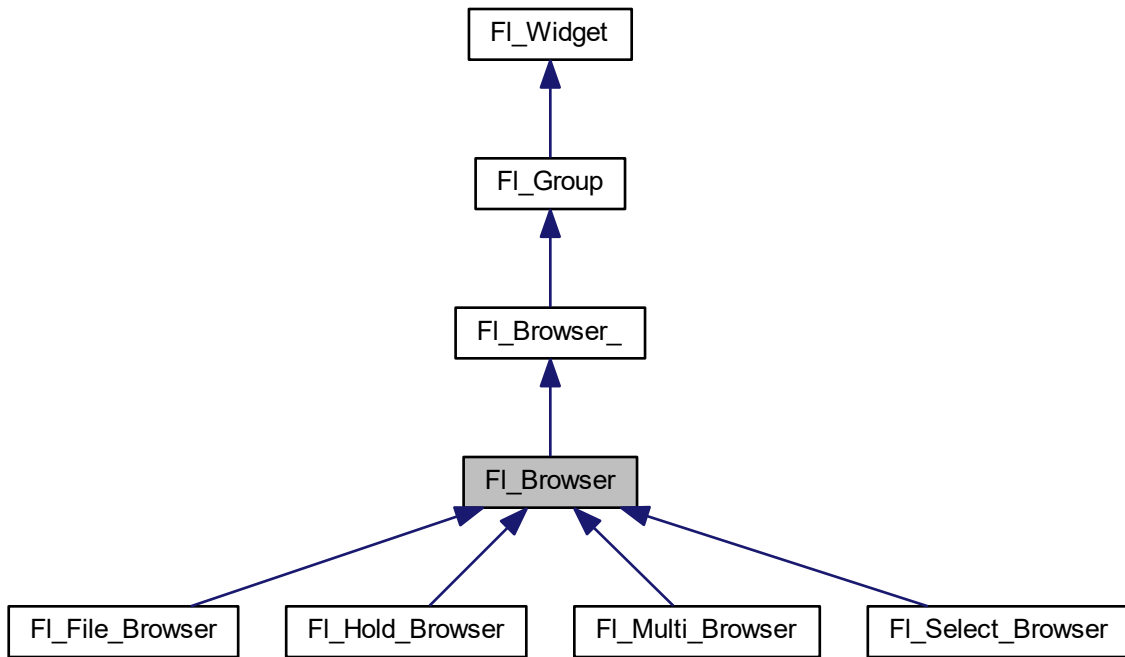 Fl_Widget
Fl_Group
Fl_Browser_
Fl_Browser
Fl_File_Browser
Fl_Hold_Browser
Fl_Multi_Browser
Fl_Select_Browser